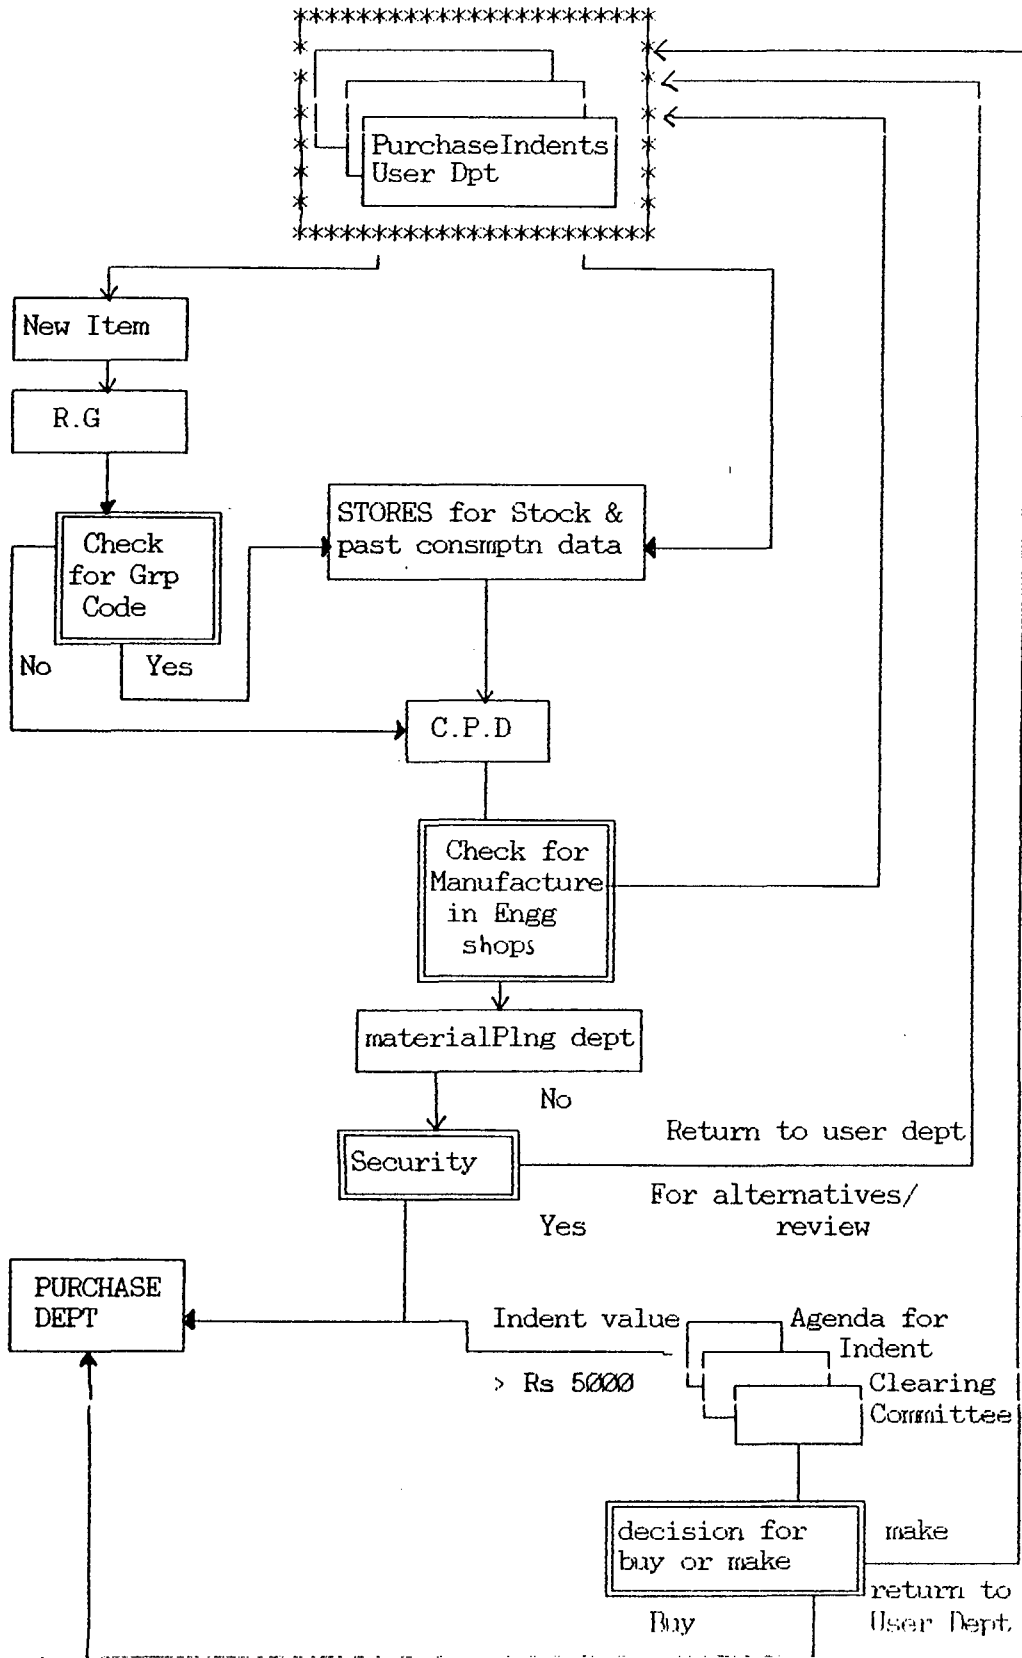 PurchaseIndents
User Dpt
New Item
R.G
STORES for Stock &
past consmptn data
Check
for Grp
Code
No
Yes
C.P.D
Check for
Manufacture
in Engg
shops
materialPlng dept
No
Return to user dept
Security
For alternatives/
review
Yes
PURCHASE
DEPT
Indent value
> Rs 5000
Agenda for
Indent
Clearing
Committee
decision for
buy or make
make
return to
User Dept
Buy